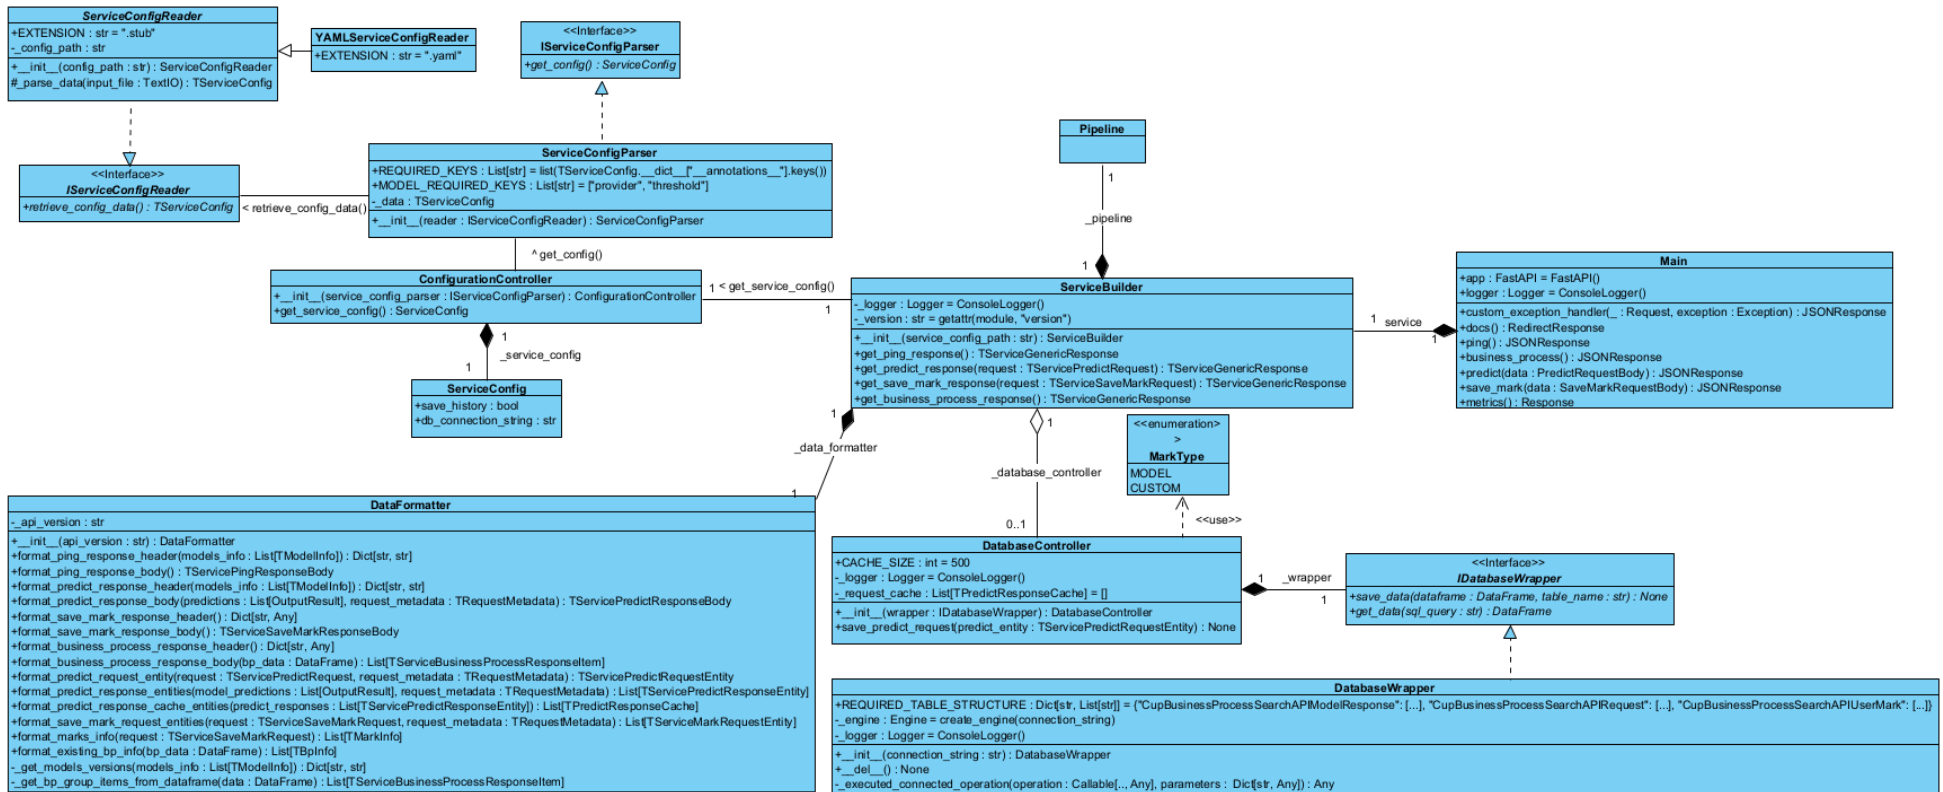 ServiceConfigReader
+EXTENSION : str = ".stub"
-_config_path : str
+__init__(config_path : str) : ServiceConfigReader
#_parse_data(input_file : TextIO) : TServiceConfig
YAMLServiceConfigReader
+EXTENSION : str = ".yaml"
<<Interface>>
IServiceConfigParser
+get_config() : ServiceConfig
<<Interface>>
IServiceConfigReader
+retrieve_config_data() : TServiceConfig
< retrieve_config_data()
ServiceConfigParser
+REQUIRED_KEYS : List[str] = list(TServiceConfig.__dict__["__annotations__"].keys())
+MODEL_REQUIRED_KEYS : List[str] = ["provider", "threshold"]
-_data : TServiceConfig
+__init__(reader : IServiceConfigReader) : ServiceConfigParser
^ get_config()
Pipeline
1
_pipeline
1
ConfigurationController
+__init__(service_config_parser : IServiceConfigParser) : ConfigurationController
+get_service_config() : ServiceConfig
1 < get_service_config()
1
1
_service_config
1
ServiceConfig
+save_history : bool
+db_connection_string : str
ServiceBuilder
-_logger : Logger = ConsoleLogger()
-_version : str = getattr(module, "version")
+__init__(service_config_path : str) : ServiceBuilder
+get_ping_response() : TServiceGenericResponse
+get_predict_response(request : TServicePredictRequest) : TServiceGenericResponse
+get_save_mark_response(request : TServiceSaveMarkRequest) : TServiceGenericResponse
+get_business_process_response() : TServiceGenericResponse
1 service
1
Main
+app : FastAPI = FastAPI()
+logger : Logger = ConsoleLogger()
+custom_exception_handler(_ : Request, exception : Exception) : JSONResponse
+docs() : RedirectResponse
+ping() : JSONResponse
+business_process() : JSONResponse
+predict(data : PredictRequestBody) : JSONResponse
+save_mark(data : SaveMarkRequestBody) : JSONResponse
+metrics() : Response
1
_data_formatter
1
1
_database_controller
0..1
<<enumeration>
>
MarkType
MODEL
CUSTOM
<<use>>
DataFormatter
-_api_version : str
+__init__(api_version : str) : DataFormatter
+format_ping_response_header(models_info : List[TModelInfo]) : Dict[str, str]
+format_ping_response_body() : TServicePingResponseBody
+format_predict_response_header(models_info : List[TModelInfo]) : Dict[str, str]
+format_predict_response_body(predictions : List[OutputResult], request_metadata : TRequestMetadata) : TServicePredictResponseBody
+format_save_mark_response_header() : Dict[str, Any]
+format_save_mark_response_body() : TServiceSaveMarkResponseBody
+format_business_process_response_header() : Dict[str, Any]
+format_business_process_response_body(bp_data : DataFrame) : List[TServiceBusinessProcessResponseItem]
+format_predict_request_entity(request : TServicePredictRequest, request_metadata : TRequestMetadata) : TServicePredictRequestEntity
+format_predict_response_entities(model_predictions : List[OutputResult], request_metadata : TRequestMetadata) : List[TServicePredictResponseEntity]
+format_predict_response_cache_entities(predict_responses : List[TServicePredictResponseEntity]) : List[TPredictResponseCache]
+format_save_mark_request_entities(request : TServiceSaveMarkRequest, request_metadata : TRequestMetadata) : List[TServiceMarkRequestEntity]
+format_marks_info(request : TServiceSaveMarkRequest) : List[TMarkInfo]
+format_existing_bp_info(bp_data : DataFrame) : List[TBpInfo]
-_get_models_versions(models_info : List[TModelInfo]) : Dict[str, str]
-_get_bp_group_items_from_dataframe(data : DataFrame) : List[TServiceBusinessProcessResponseItem]
DatabaseController
+CACHE_SIZE : int = 500
-_logger : Logger = ConsoleLogger()
-_request_cache : List[TPredictResponseCache] = []
+__init__(wrapper : IDatabaseWrapper) : DatabaseController
+save_predict_request(predict_entity : TServicePredictRequestEntity) : None
1 _wrapper
1
<<Interface>>
IDatabaseWrapper
+save_data(dataframe : DataFrame, table_name : str) : None
+get_data(sql_query : str) : DataFrame
DatabaseWrapper
+REQUIRED_TABLE_STRUCTURE : Dict[str, List[str]] = {"CupBusinessProcessSearchAPIModelResponse": [...], "CupBusinessProcessSearchAPIRequest": [...], "CupBusinessProcessSearchAPIUserMark": [...]}
-_engine : Engine = create_engine(connection_string)
-_logger : Logger = ConsoleLogger()
+__init__(connection_string : str) : DatabaseWrapper
+__del__() : None
-_executed_connected_operation(operation : Callable[.., Any], parameters : Dict[str, Any]) : Any